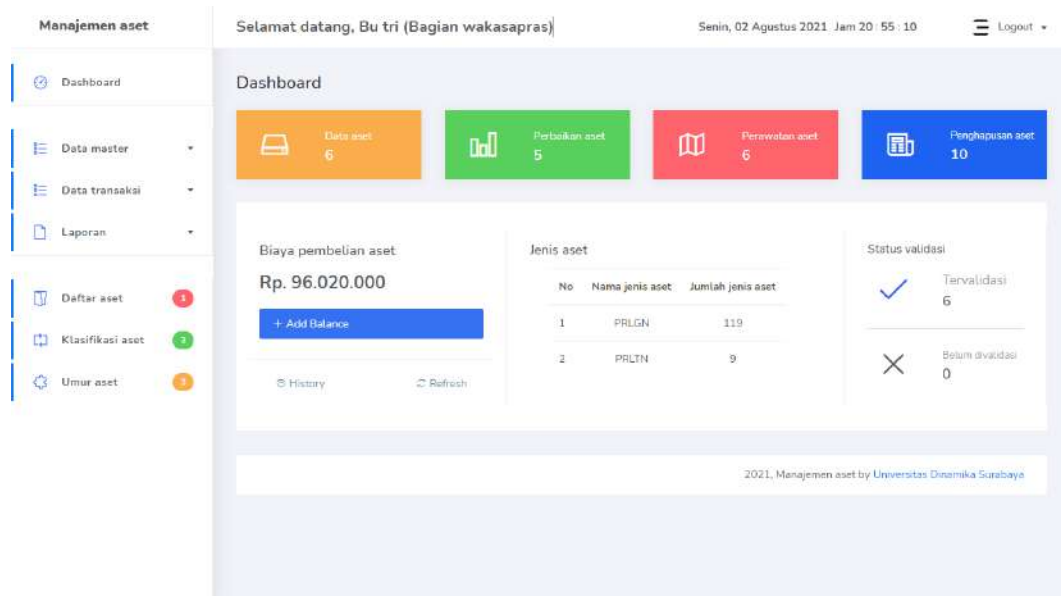 Manajemen aset
Selamat datang, Bu tri (Bagian wakasapras)
Senin, 02 Agustus 2021 Jam 20 : 55 : 10
Logout
Dashboard
Data master
Data transaksi
Laporan
Daftar aset 1
Klasifikasi aset 3
Umur aset 3
Dashboard
Data aset
6
Perbaikan aset
5
Perawatan aset
6
Penghapusan aset
10
Biaya pembelian aset
Rp. 96.020.000
+ Add Balance
History Refresh
Jenis aset
No Nama jenis aset Jumlah jenis aset
1 PRLGN 119
2 PRLTN 9
Status validasi
Tervalidasi
6
Belum divalidasi
0
2021, Manajemen aset by Universitas Dinamika Surabaya